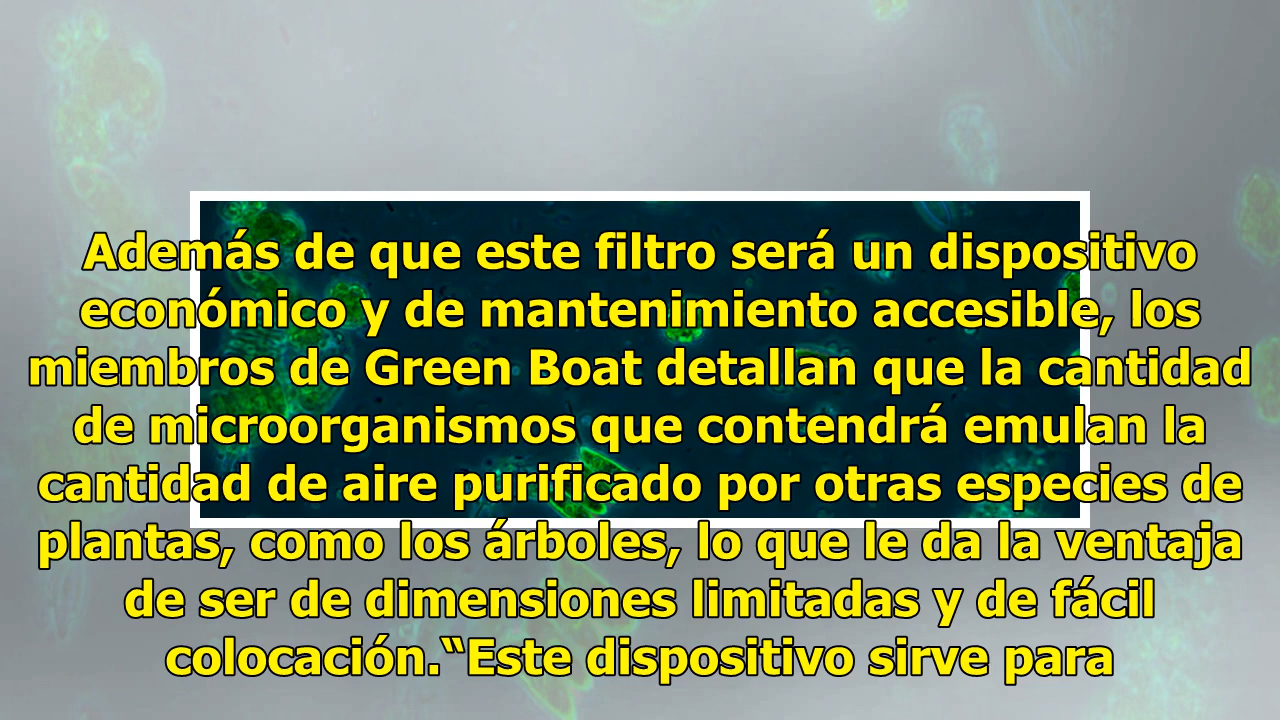 Además de que este filtro será un dispositivo
económico y de mantenimiento accesible, los
miembros de Green Boat detallan que la cantidad
de microorganismos que contendrá emulan la
cantidad de aire purificado por otras especies de
plantas, como los árboles, lo que le da la ventaja
de ser de dimensiones limitadas y de fácil
colocación.“Este dispositivo sirve para